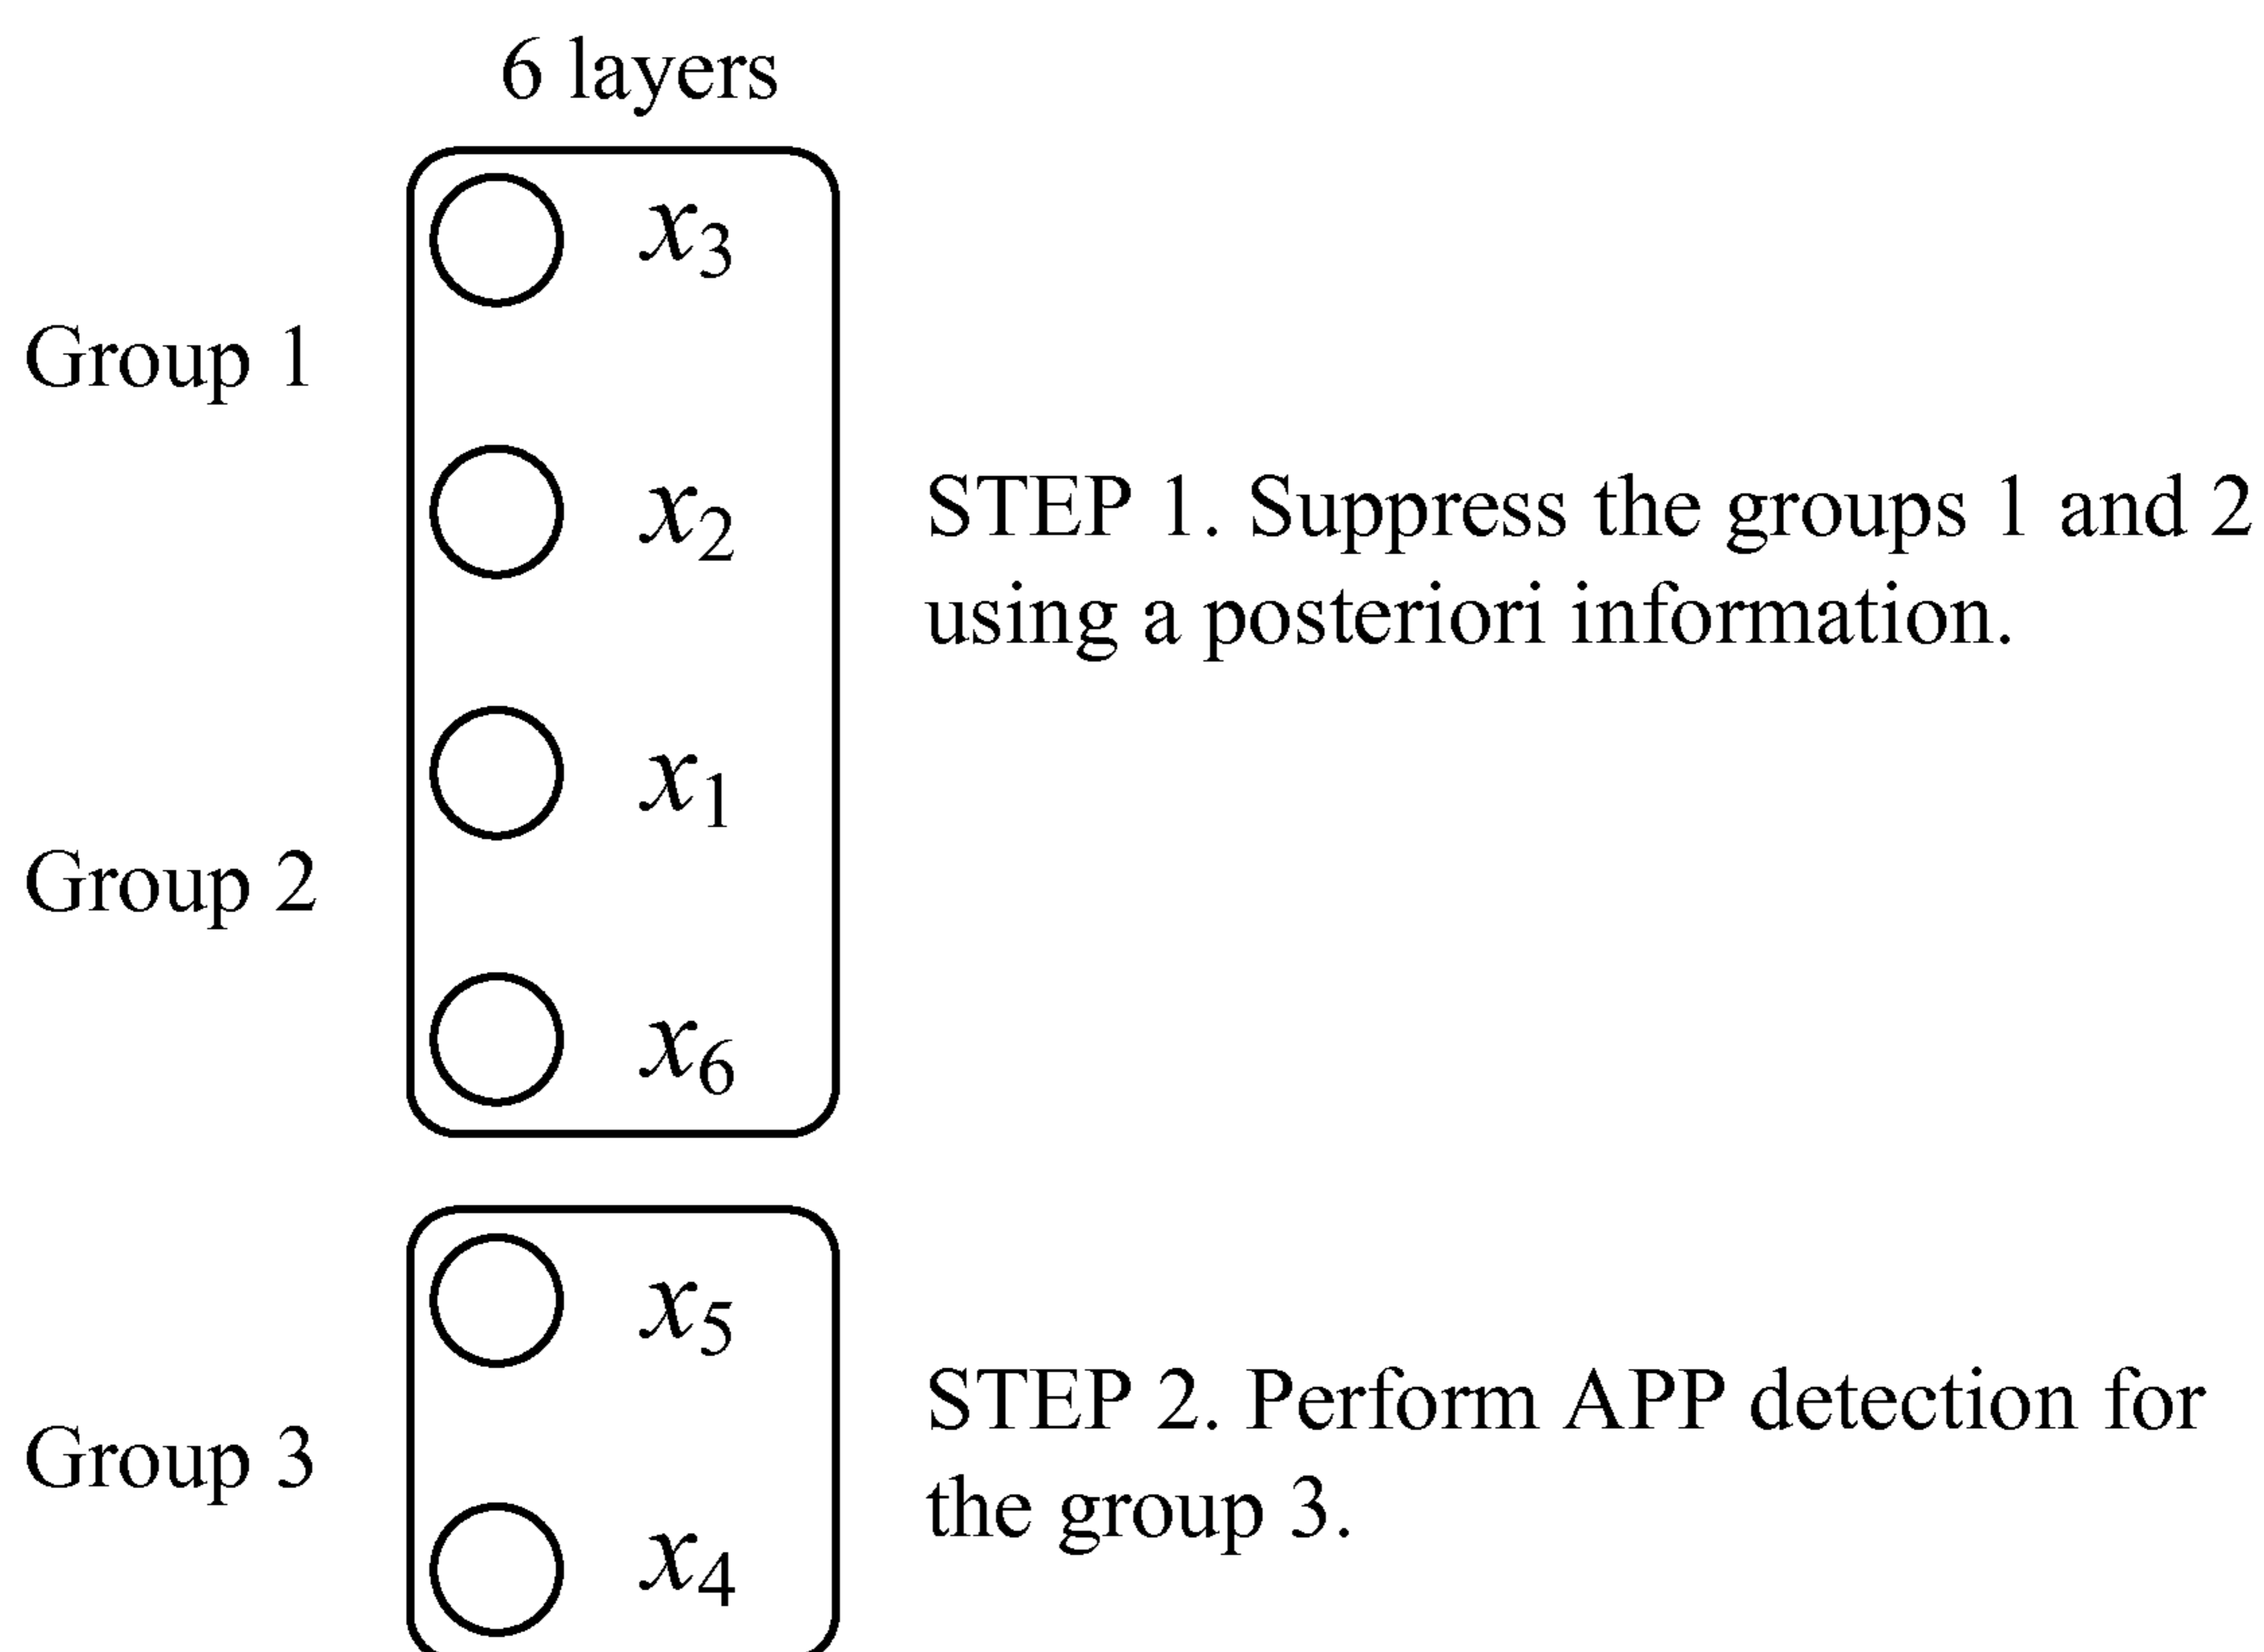 6 layers
x3
Group 1
x2
STEP 1. Suppress the groups 1 and 2
using a posteriori information.
x1
Group 2
x6
x5
STEP 2. Perform APP detection for
the group 3.
Group 3
x4